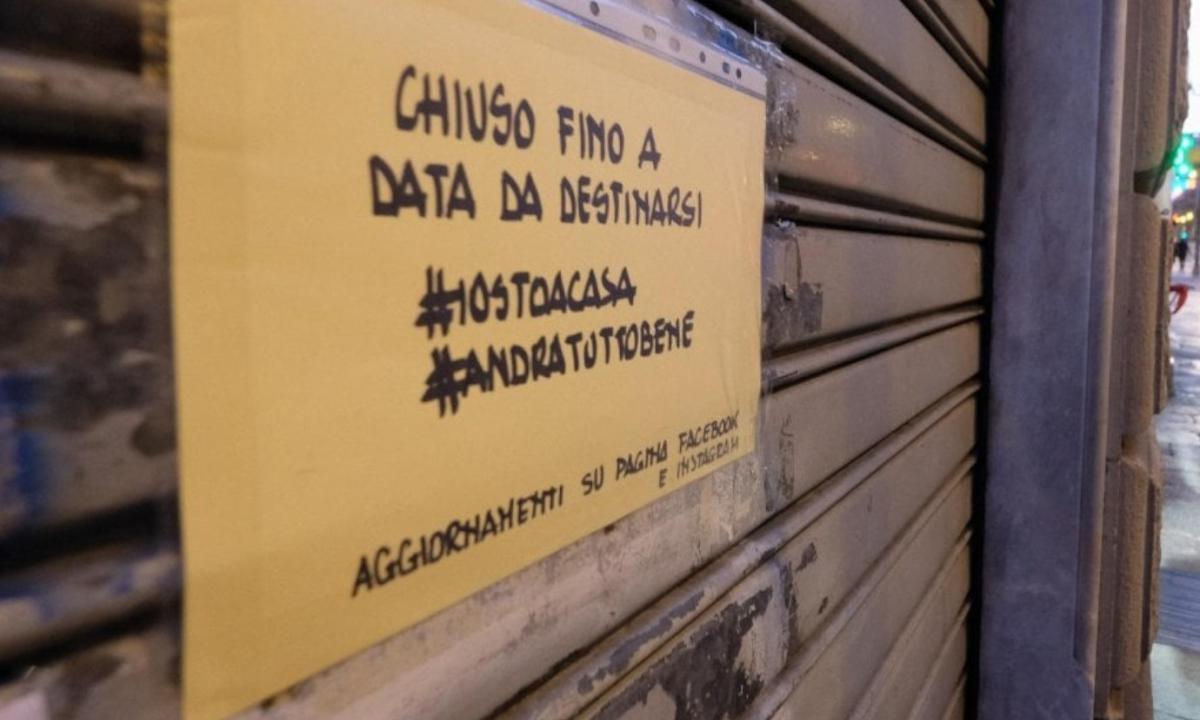 CHIUSO FINO A
DATA DA DESTINARSI
#IOSTOACASA
#ANDRATUTTOBENE
AGGIORNAMENTI SU PAGINA FACEBOOK
E INSTAGRAM